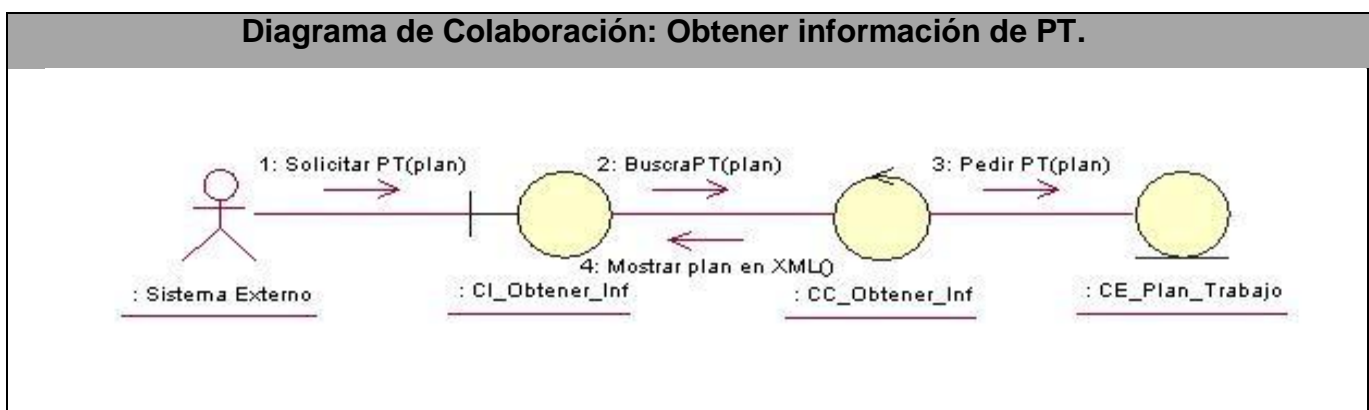 Diagrama de Colaboración: Obtener información de PT.
1: Solicitar PT(plan)
2: BuscraPT(plan)
3: Pedir PT(plan)
4: Mostrar plan en XML()
: Sistema Externo
: CI_Obtener_Inf
: CC_Obtener_Inf
: CE_Plan_Trabajo